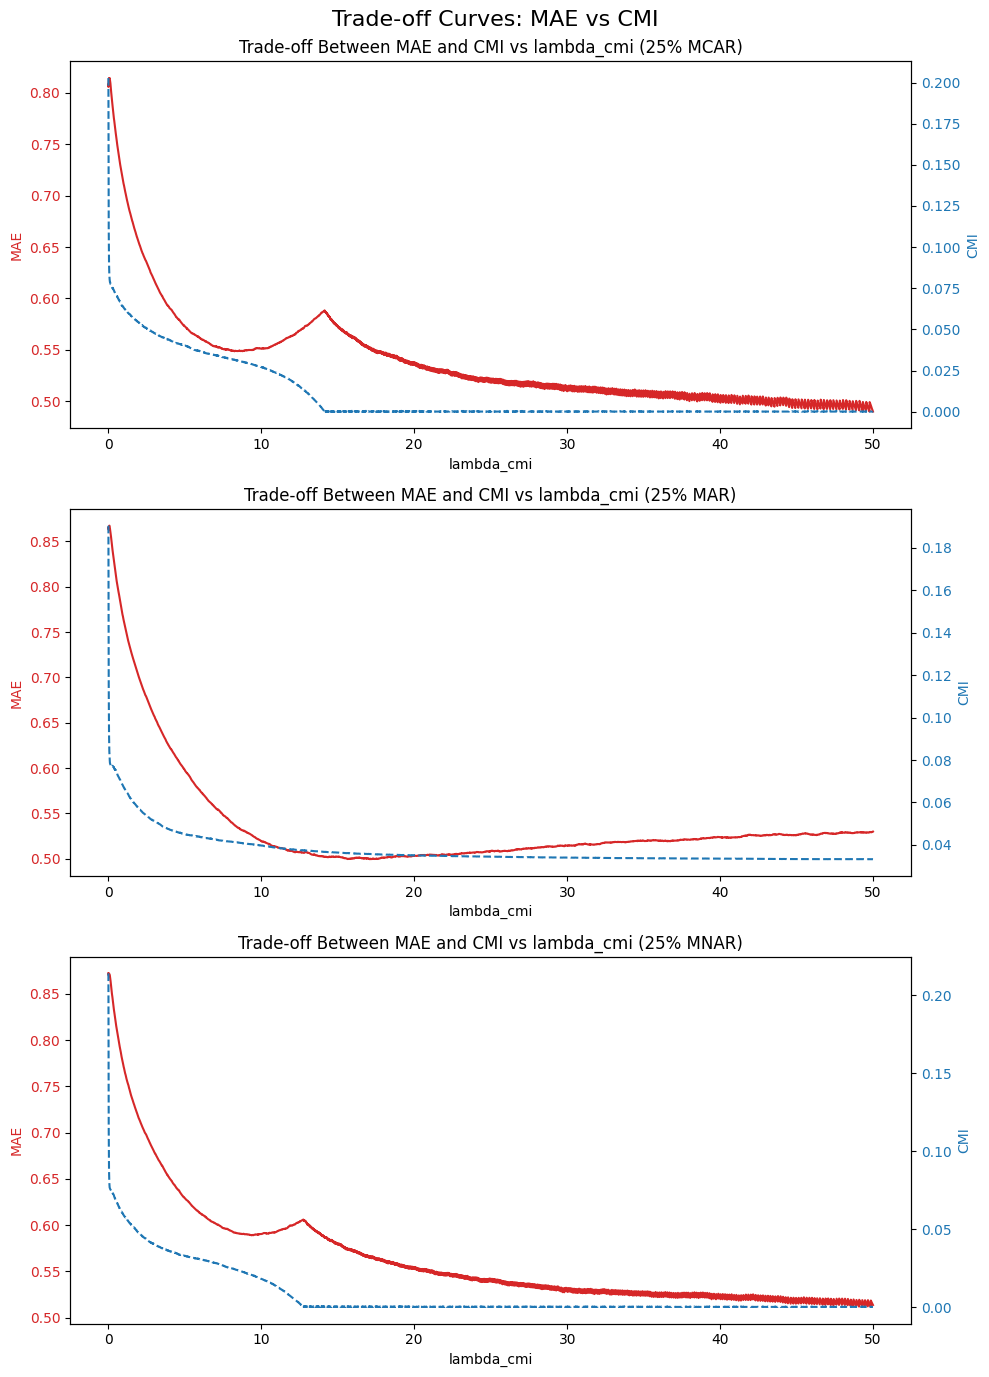 Trade-off Curves: MAE vs CMI
Trade-off Between MAE and CMI vs lambda_cmi (25% MCAR)
MAE
0.80
0.75
0.70
0.65
0.60
0.55
0.50
0.200
0.175
0.150
0.125
0.100
0.075
0.050
0.025
0.000
CMI
0 10 20 30 40 50
lambda_cmi
Trade-off Between MAE and CMI vs lambda_cmi (25% MAR)
MAE
0.85
0.80
0.75
0.70
0.65
0.60
0.55
0.50
0.18
0.16
0.14
0.12
0.10
0.08
0.06
0.04
CMI
0 10 20 30 40 50
lambda_cmi
Trade-off Between MAE and CMI vs lambda_cmi (25% MNAR)
MAE
0.85
0.80
0.75
0.70
0.65
0.60
0.55
0.50
0.20
0.15
0.10
0.05
0.00
CMI
0 10 20 30 40 50
lambda_cmi